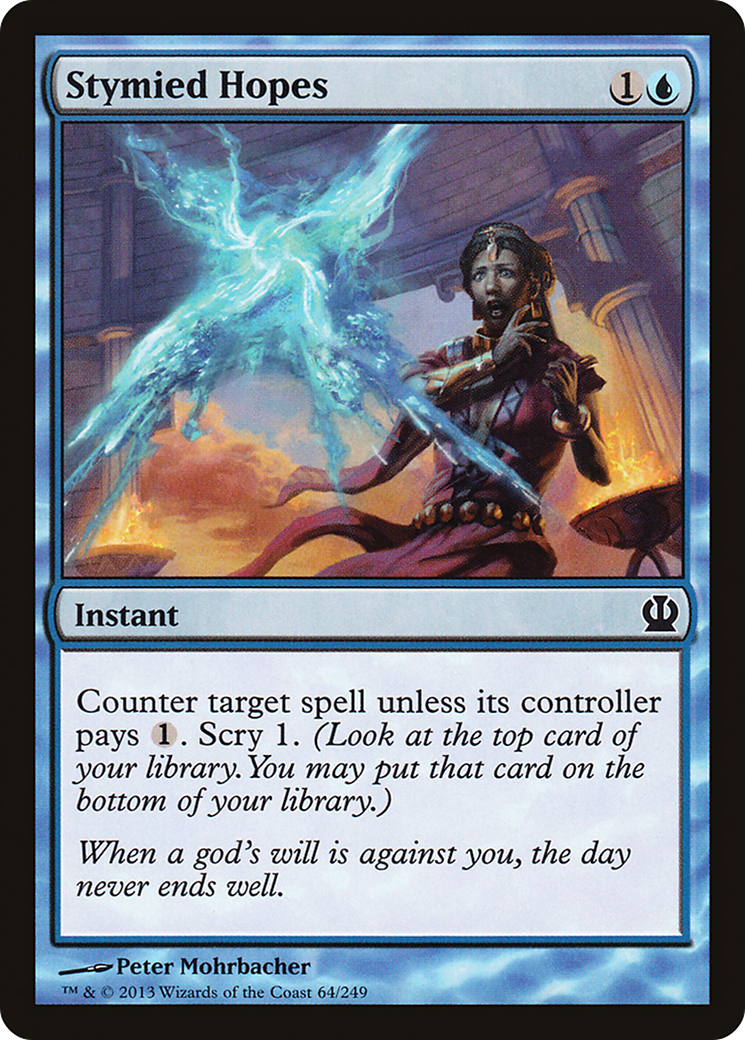 Stymied Hopes 1
Instant
Counter target spell unless its controller
pays 1. Scry 1. (Look at the top card of
your library. You may put that card on the
bottom of your library.)
When a god's will is against you, the day
never ends well.
Peter Mohrbacher
™ & © 2013 Wizards of the Coast 64/249